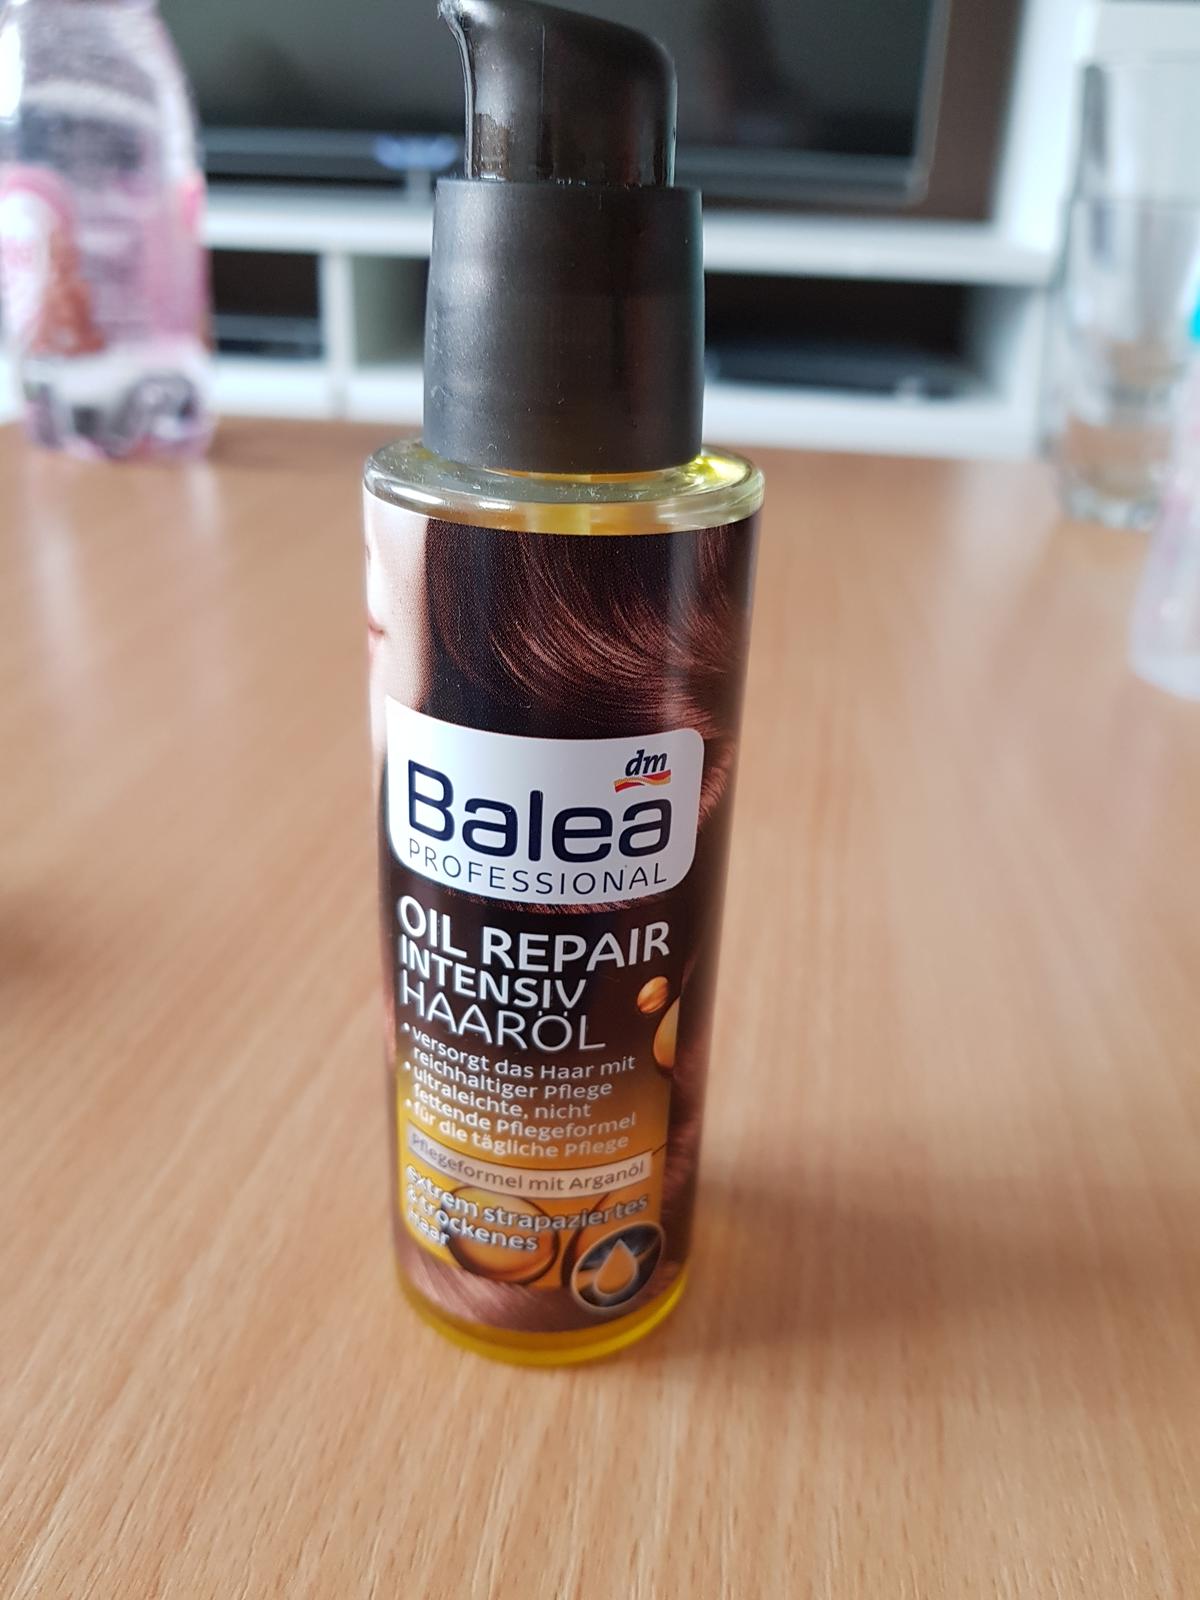 dm
Balea
PROFESSIONAL
OIL REPAIR
INTENSIV
HAARÖL
• versorgt das Haar mit
reichhaltiger Pflege
• ultraleichte, nicht
fettende Pflegeformel
• für die tägliche Pflege
Pflegeformel mit Arganöl
extrem strapaziertes
& trockenes
Haar